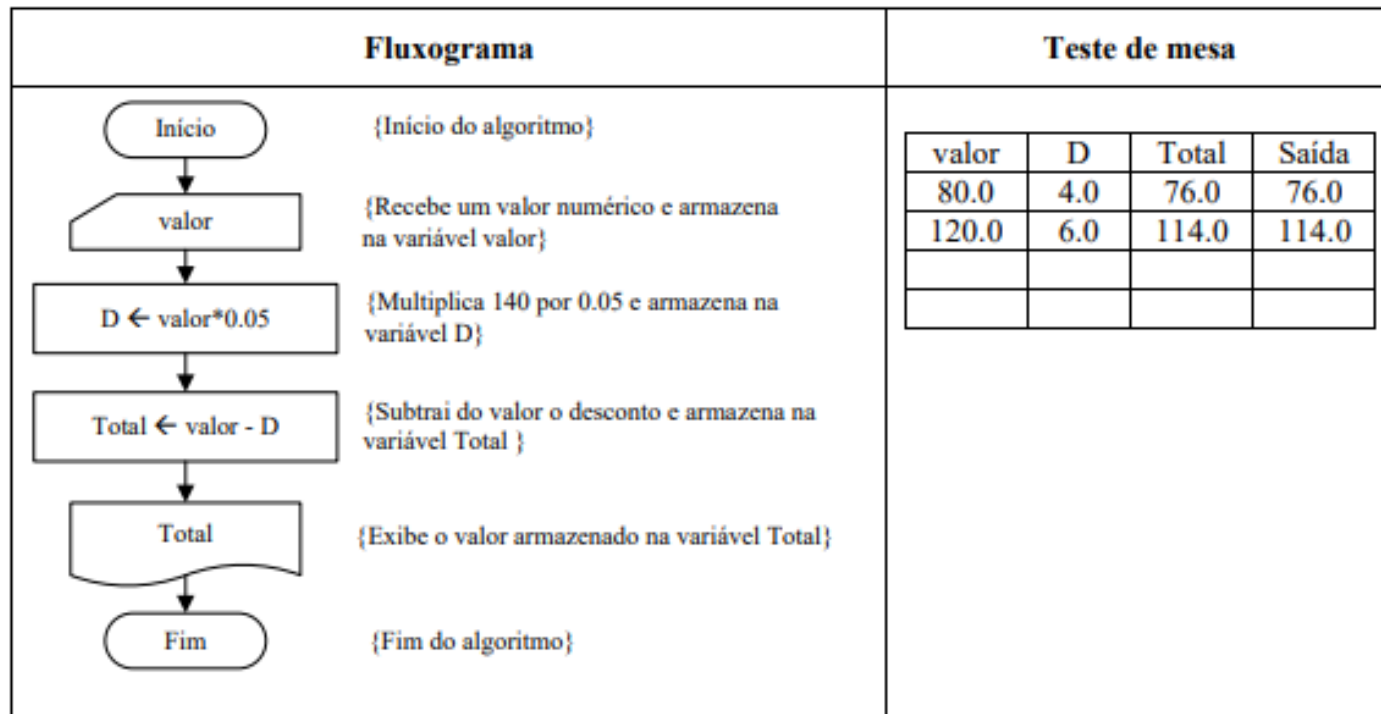 Fluxograma
Teste de mesa
Início
{Início do algoritmo}
valor
{Recebe um valor numérico e armazena
na variável valor}
D ← valor*0.05
{Multiplica 140 por 0.05 e armazena na
variável D}
Total ← valor - D
{Subtrai do valor o desconto e armazena na
variável Total }
Total
{Exibe o valor armazenado na variável Total}
Fim
{Fim do algoritmo}
valor D Total Saída
80.0 4.0 76.0 76.0
120.0 6.0 114.0 114.0